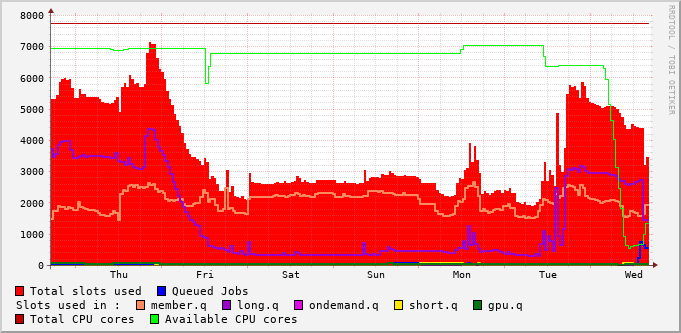 8000
7000
6000
5000
4000
3000
2000
1000
0
Thu Fri Sat Sun Mon Tue Wed
RRDTOOL / TOBI OETIKER
Total slots used Queued Jobs
Slots used in : member.q long.q ondemand.q short.q gpu.q
Total CPU cores Available CPU cores